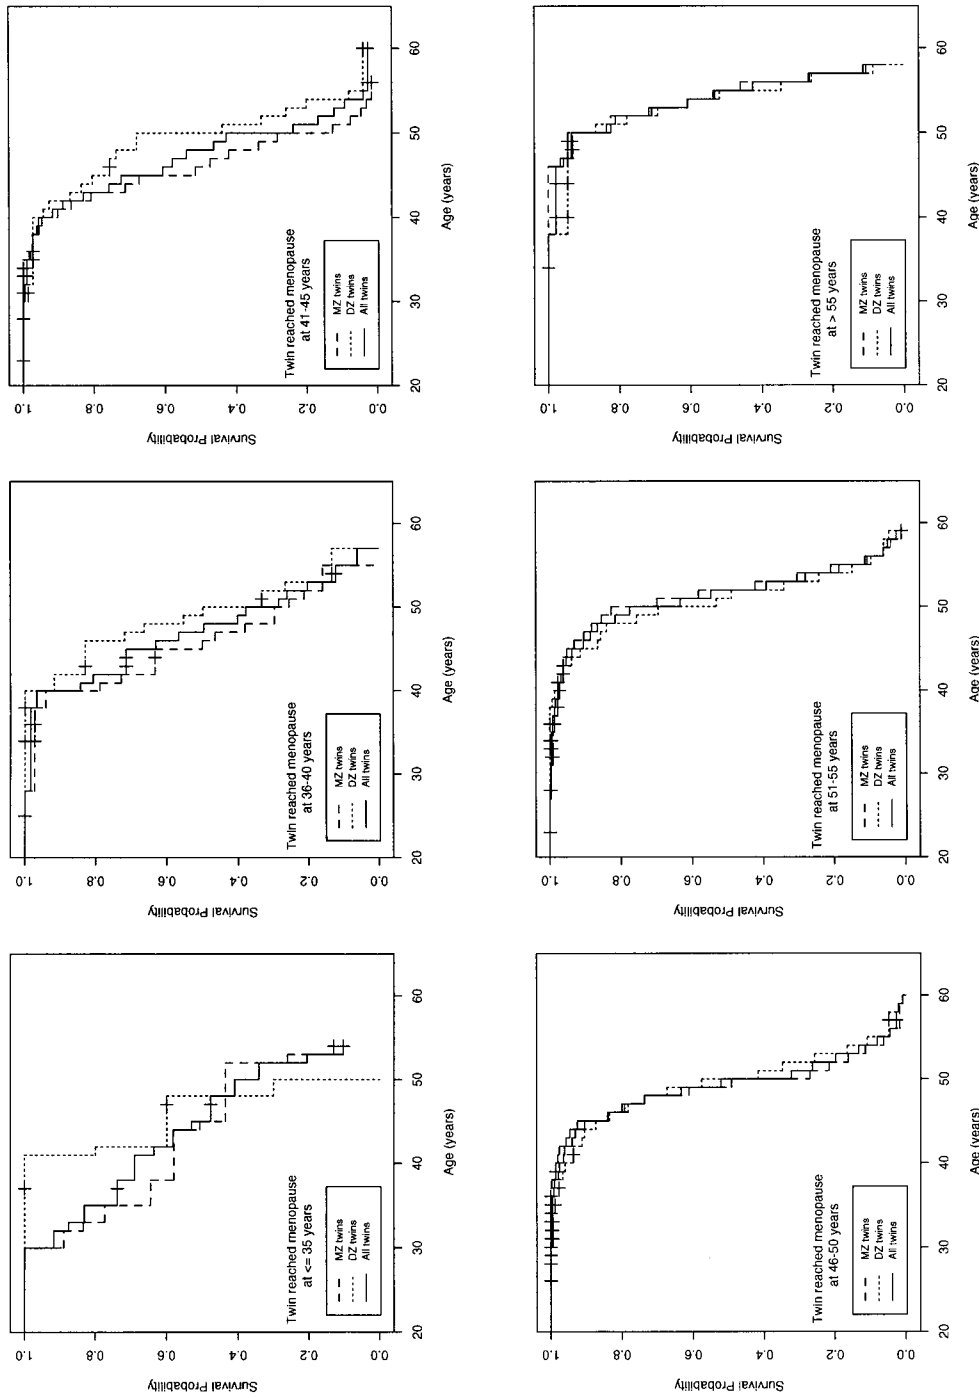 Survival Probability
1.0
0.8
0.6
0.4
0.2
0.0
Twin reached menopause
at <= 35 years
MZ twins
DZ twins
All twins
20 30 40 50 60
Age (years)
Survival Probability
1.0
0.8
0.6
0.4
0.2
0.0
Twin reached menopause
at 36-40 years
MZ twins
DZ twins
All twins
20 30 40 50 60
Age (years)
Survival Probability
1.0
0.8
0.6
0.4
0.2
0.0
Twin reached menopause
at 41-45 years
MZ twins
DZ twins
All twins
20 30 40 50 60
Age (years)
Survival Probability
1.0
0.8
0.6
0.4
0.2
0.0
Twin reached menopause
at 46-50 years
MZ twins
DZ twins
All twins
20 30 40 50 60
Age (years)
Survival Probability
1.0
0.8
0.6
0.4
0.2
0.0
Twin reached menopause
at 51-55 years
MZ twins
DZ twins
All twins
20 30 40 50 60
Age (years)
Survival Probability
1.0
0.8
0.6
0.4
0.2
0.0
Twin reached menopause
at > 55 years
MZ twins
DZ twins
All twins
20 30 40 50 60
Age (years)